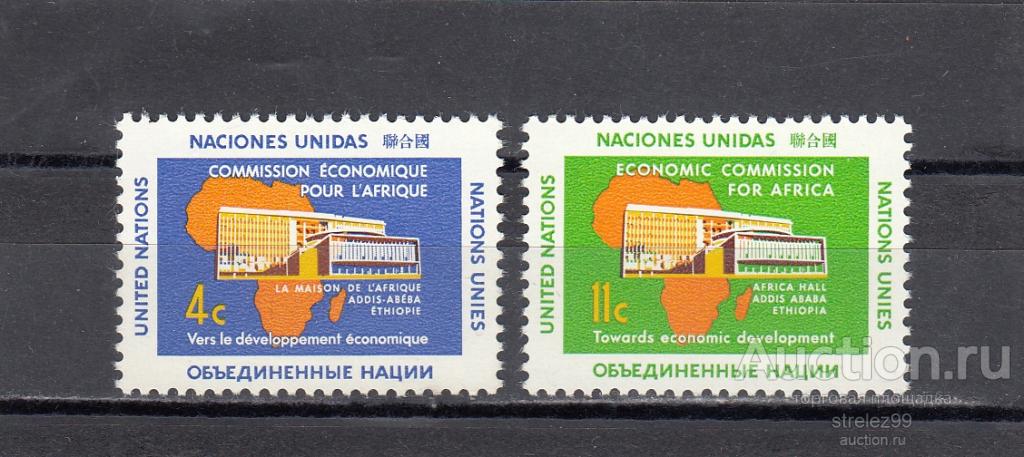 NACIONES UNIDAS 聯合國
UNITED NATIONS
COMMISSION ÉCONOMIQUE
POUR L'AFRIQUE
LA MAISON DE L'AFRIQUE
ADDIS-ABÉBA
ÉTHIOPIE
4c
Vers le développement économique
NATIONS UNIES
ОБЪЕДИНЕННЫЕ НАЦИИ
NACIONES UNIDAS 聯合國
UNITED NATIONS
ECONOMIC COMMISSION
FOR AFRICA
AFRICA HALL
ADDIS ABABA
ETHIOPIA
11c
Towards economic development
NATIONS UNIES
ОБЪЕДИНЕННЫЕ НАЦИИ
Auction.ru
торговая площадка
strelez99
auction.ru